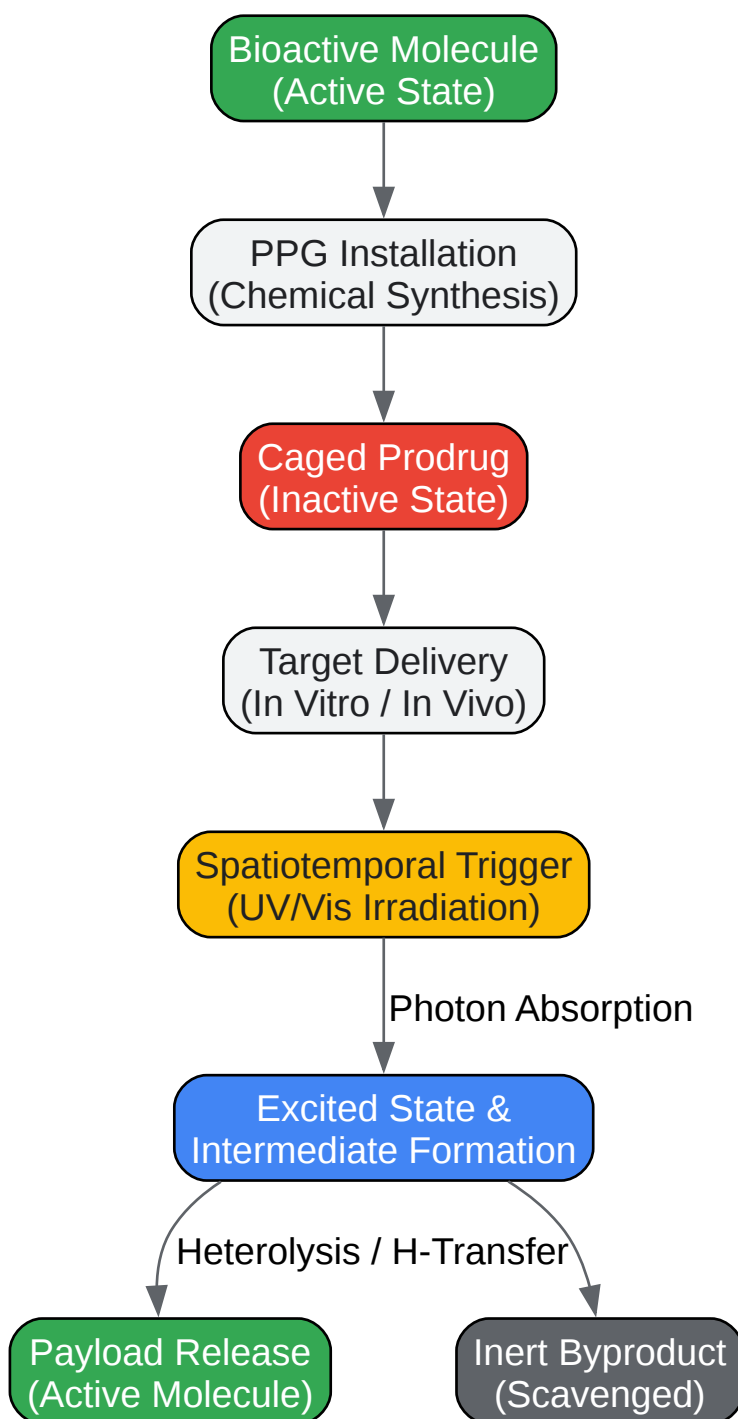 Bioactive Molecule
(Active State)
PPG Installation
(Chemical Synthesis)
Caged Prodrug
(Inactive State)
Target Delivery
(In Vitro / In Vivo)
Spatiotemporal Trigger
(UV/Vis Irradiation)
Photon Absorption
Excited State &
Intermediate Formation
Heterolysis / H-Transfer
Payload Release
(Active Molecule)
Inert Byproduct
(Scavenged)